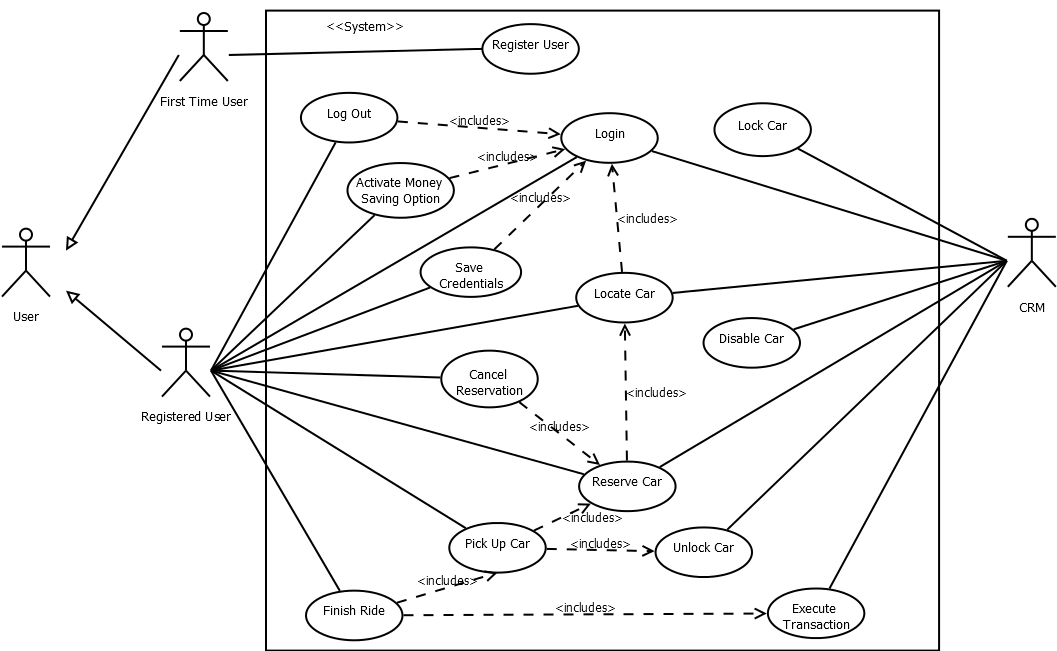 <<System>>
Register User
First Time User
Log Out
<includes>
Login
Lock Car
Activate Money
Saving Option
<includes>
<includes>
<includes>
Save
Credentials
Locate Car
User
CRM
Disable Car
Cancel
Reservation
<includes>
Registered User
<includes>
Reserve Car
<includes>
Pick Up Car
<includes>
Unlock Car
<includes>
Finish Ride
<includes>
Execute
Transaction